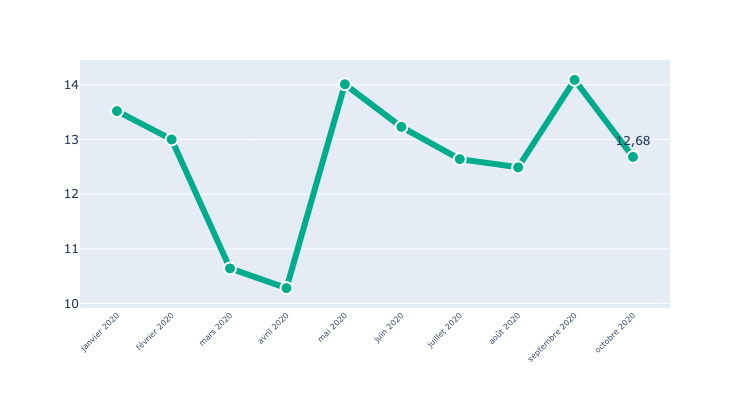 14
13
12
11
10
12,68
janvier 2020
février 2020
mars 2020
avril 2020
mai 2020
juin 2020
juillet 2020
août 2020
septembre 2020
octobre 2020